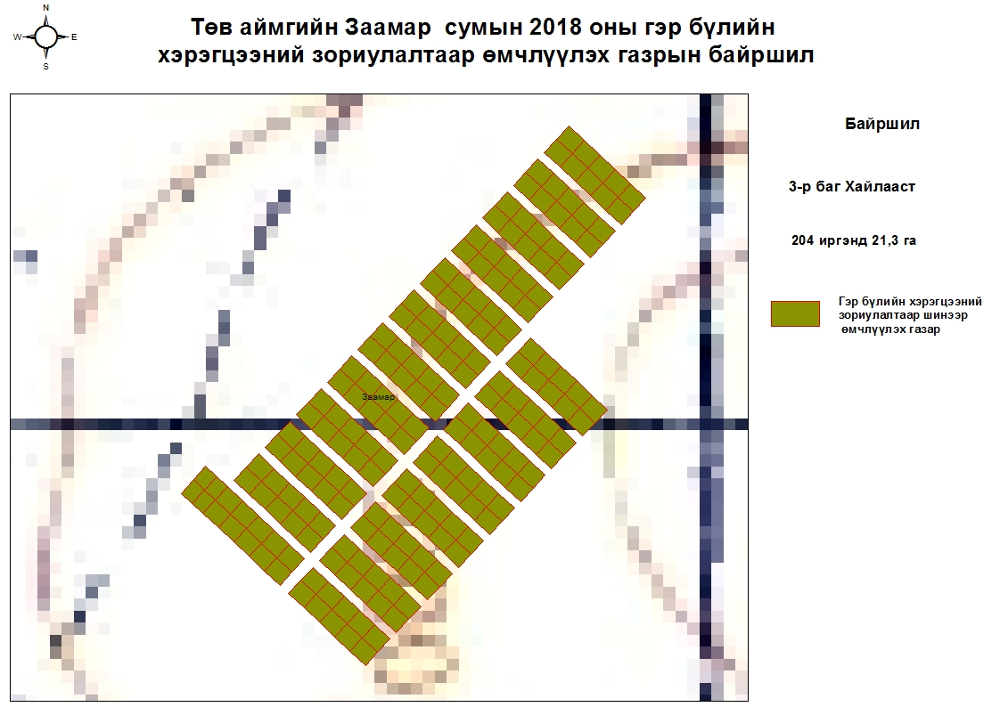 N
W E
S
Төв аймгийн Заамар сумын 2018 оны гэр бүлийн
хэрэгцээний зориулалтаар өмчлүүлэх газрын байршил
Байршил
3-р баг Хайлааст
204 иргэнд 21,3 га
Гэр бүлийн хэрэгцээний
зориулалтаар шинээр
өмчлүүлэх газар
Заамар